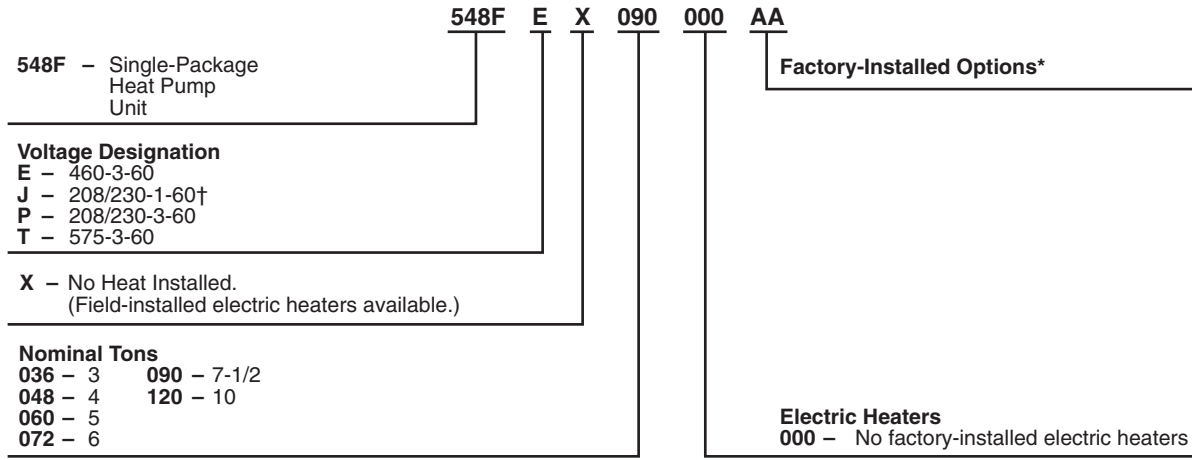 548F E X 090 000 AA
548F – Single-Package
Heat Pump
Unit
Factory-Installed Options*
Voltage Designation
E – 460-3-60
J – 208/230-1-60†
P – 208/230-3-60
T – 575-3-60
X – No Heat Installed.
(Field-installed electric heaters available.)
Nominal Tons
036 – 3 090 – 7-1/2
048 – 4 120 – 10
060 – 5
072 – 6
Electric Heaters
000 – No factory-installed electric heaters